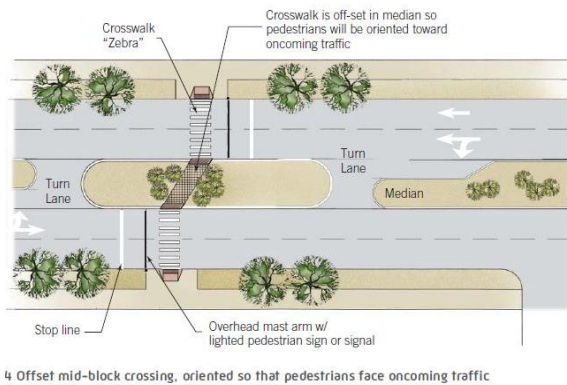 Crosswalk
"Zebra"
Crosswalk is off-set in median so
pedestrians will be oriented toward
oncoming traffic
Turn
Lane
Turn
Lane
Median
Stop line
Overhead mast arm w/
lighted pedestrian sign or signal
4 Offset mid-block crossing, oriented so that pedestrians face oncoming traffic